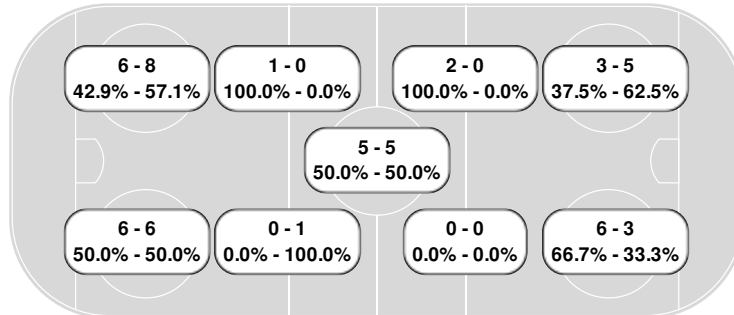 6 - 8
42.9% - 57.1%
1 - 0
100.0% - 0.0%
2 - 0
100.0% - 0.0%
3 - 5
37.5% - 62.5%
5 - 5
50.0% - 50.0%
6 - 6
50.0% - 50.0%
0 - 1
0.0% - 100.0%
0 - 0
0.0% - 0.0%
6 - 3
66.7% - 33.3%